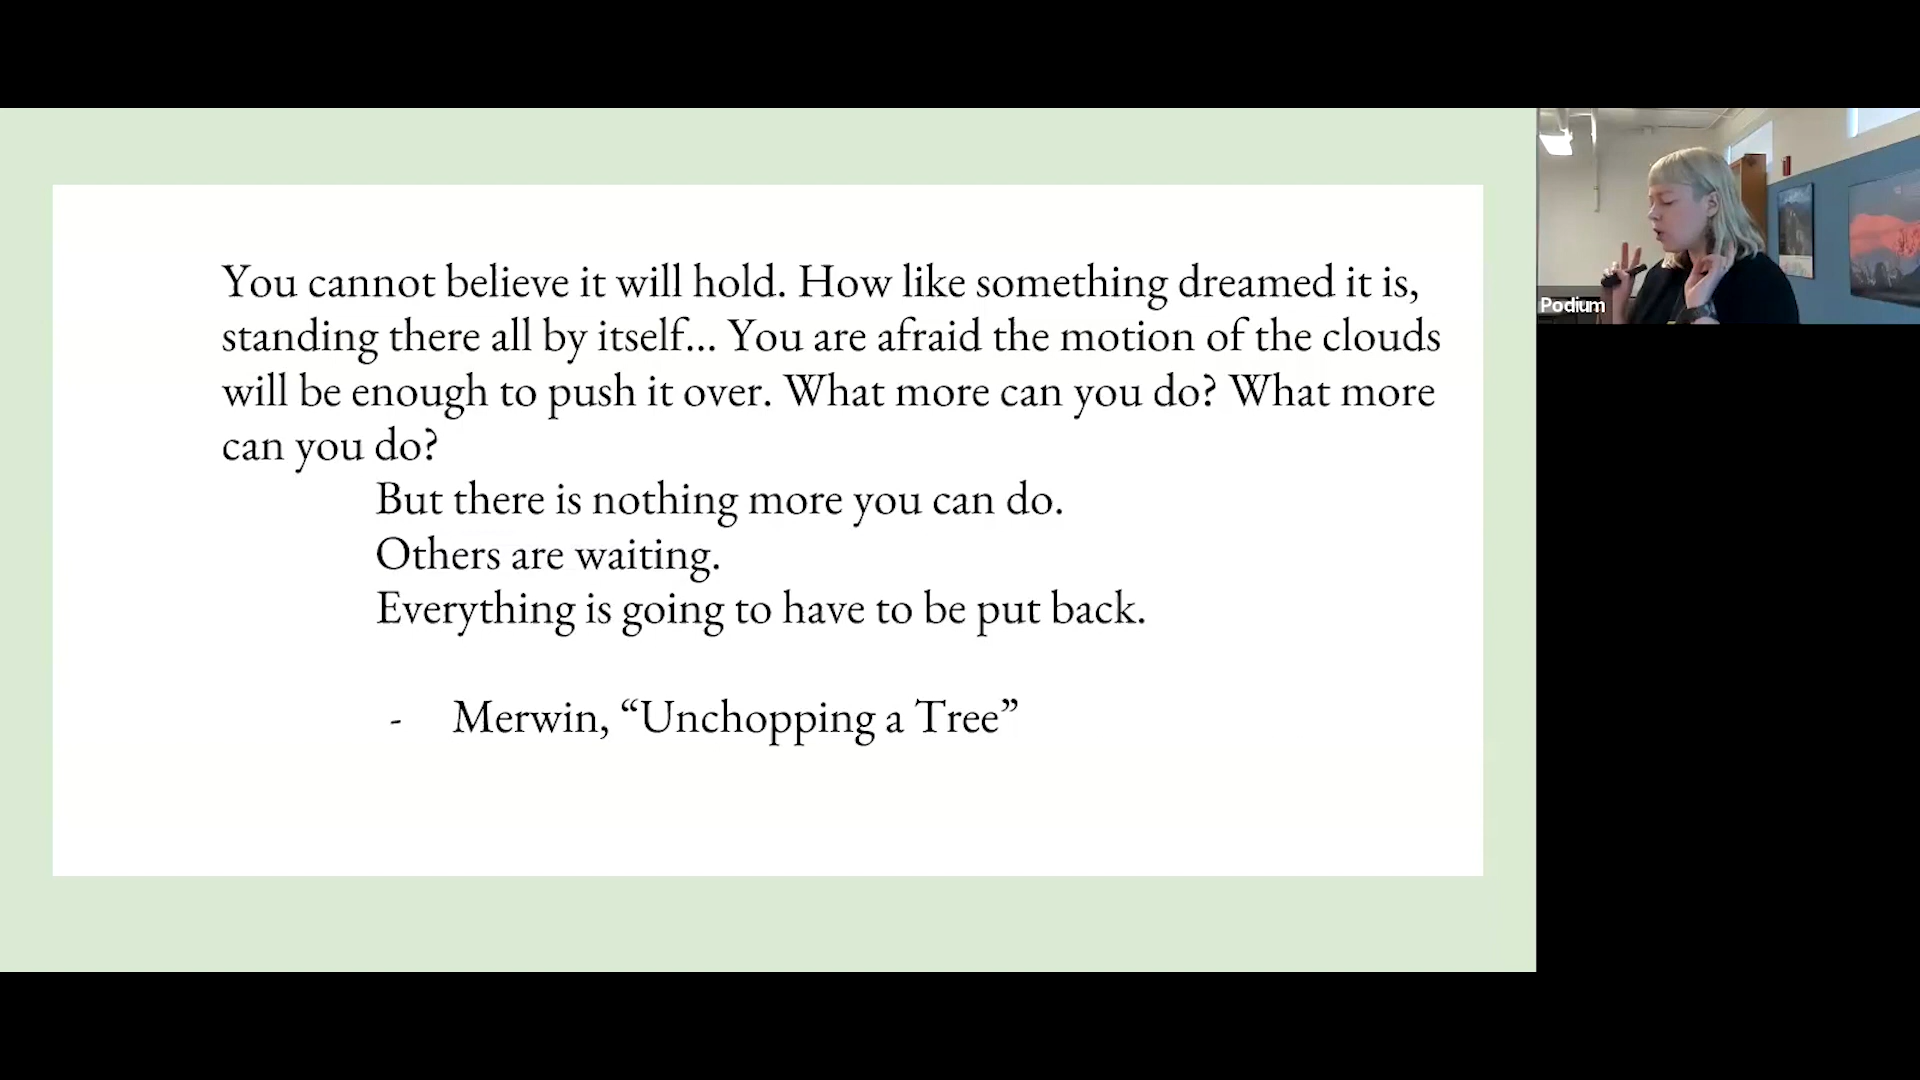 You cannot believe it will hold. How like something dreamed it is,
standing there all by itself... You are afraid the motion of the clouds
will be enough to push it over. What more can you do? What more
can you do?
But there is nothing more you can do.
Others are waiting.
Everything is going to have to be put back.
- Merwin, “Unchopping a Tree”
Podium